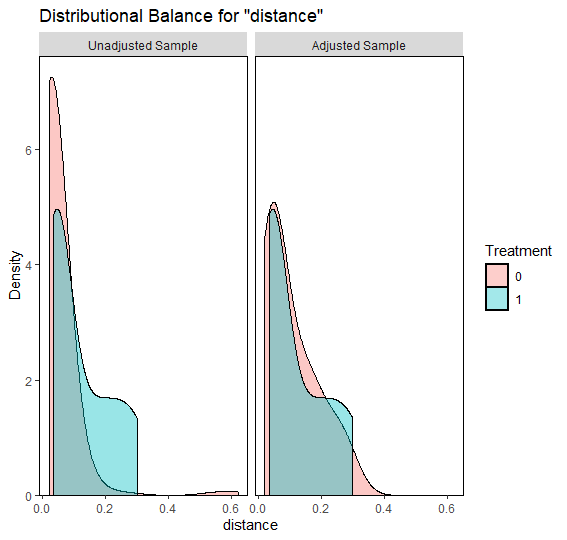 Distributional Balance for "distance"
Unadjusted Sample
Adjusted Sample
Density
6
4
2
0
0.0
0.2
0.4
0.6
0.0
0.2
0.4
0.6
distance
Treatment
0
1